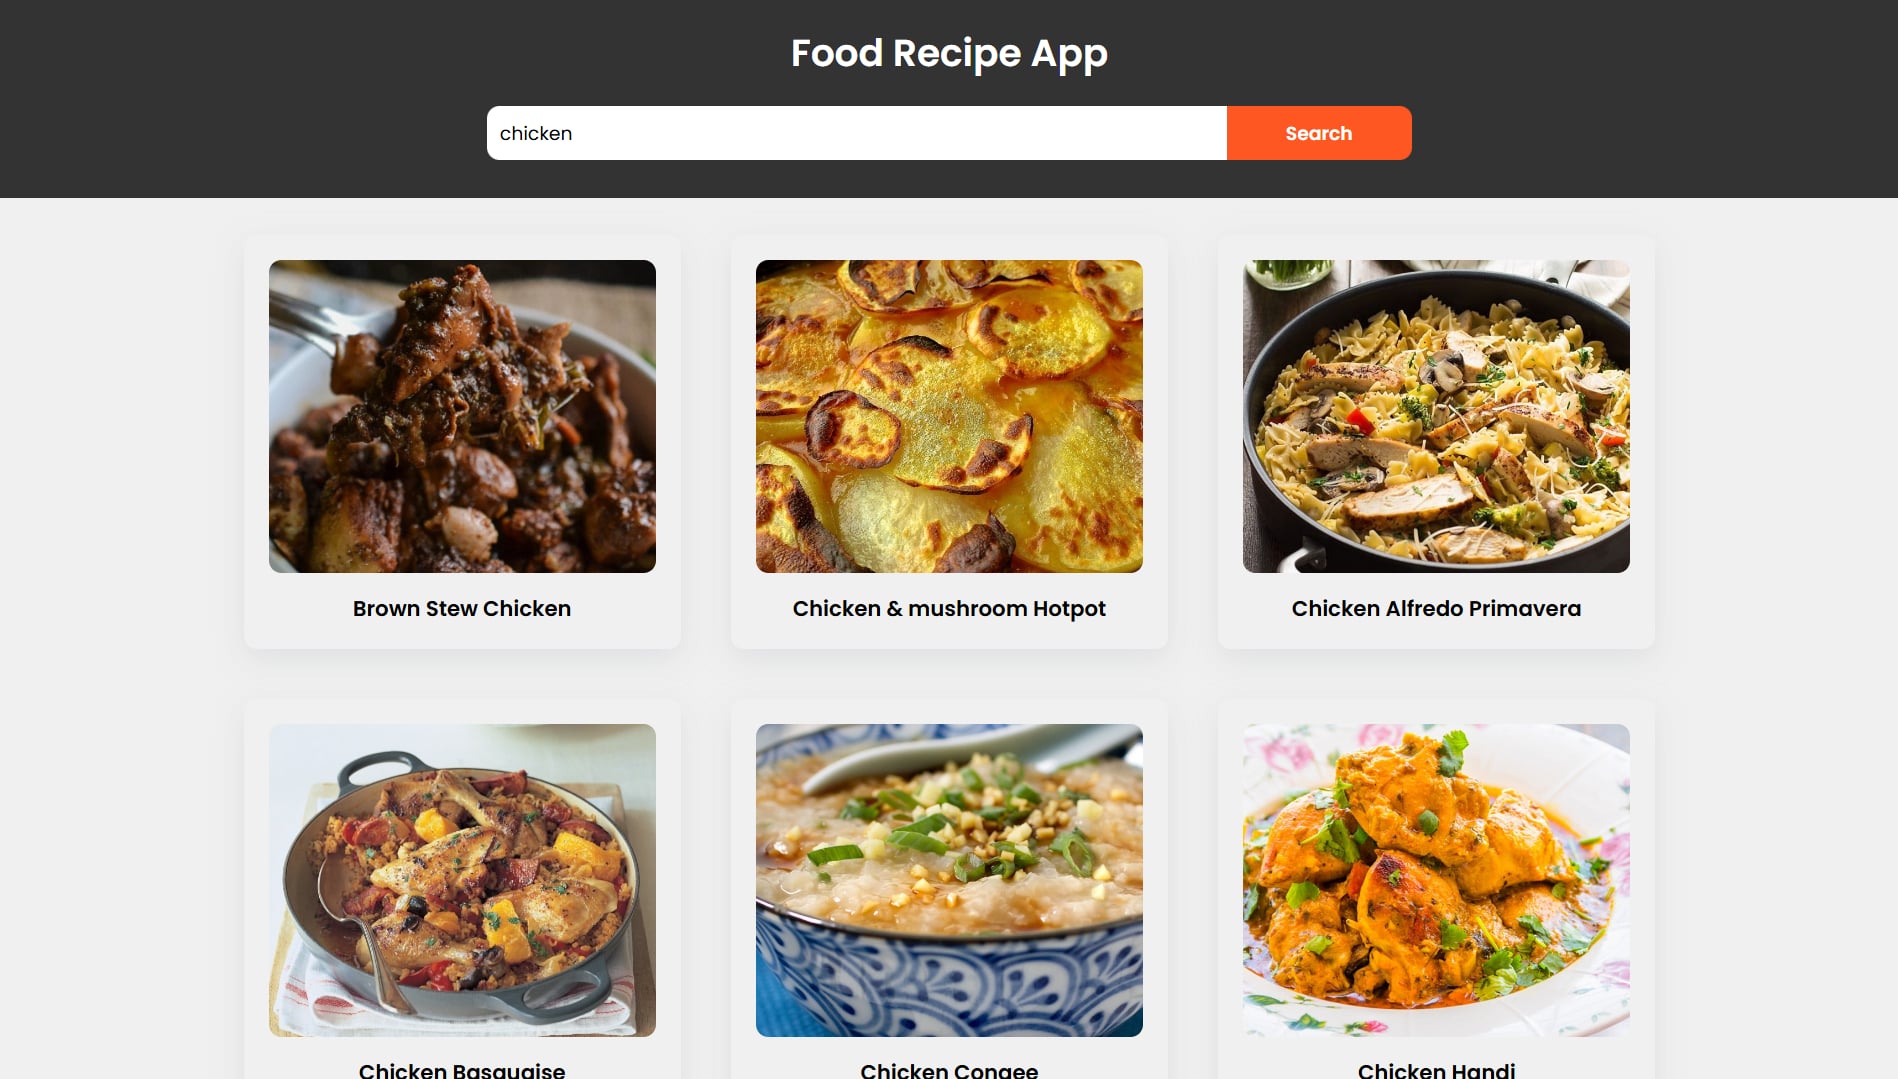 Food Recipe App
chicken
Search
Brown Stew Chicken
Chicken & mushroom Hotpot
Chicken Alfredo Primavera
Chicken Basquaise
Chicken Congee
Chicken Handi